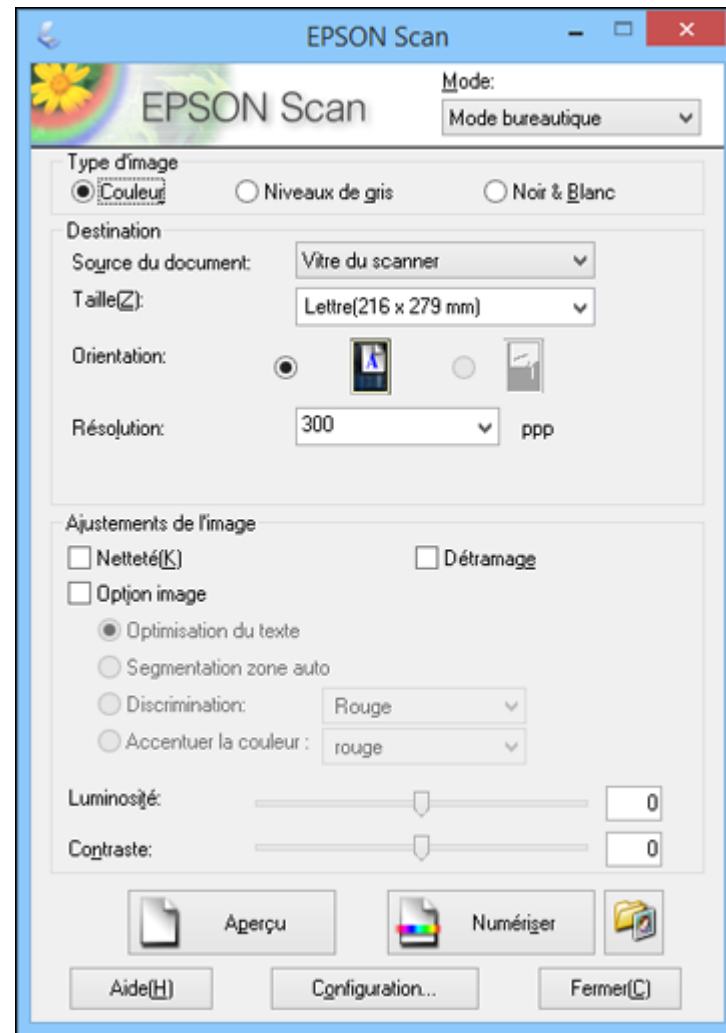 EPSON Scan
EPSON Scan
Mode:
Mode bureautique
Type d'image
Couleur Niveaux de gris Noir & Blanc
Destination
Source du document: Vitre du scanner
Taille(Z): Lettre(216 x 279 mm)
Orientation:
A
Résolution: 300 ppp
Ajustements de l'image
Netteté(K) Détramage
Option image
Optimisation du texte
Segmentation zone auto
Discrimination: Rouge
Accentuer la couleur : rouge
Luminosité: 0
Contraste: 0
Aperçu Numériser
Aide(H) Configuration... Fermer(C)